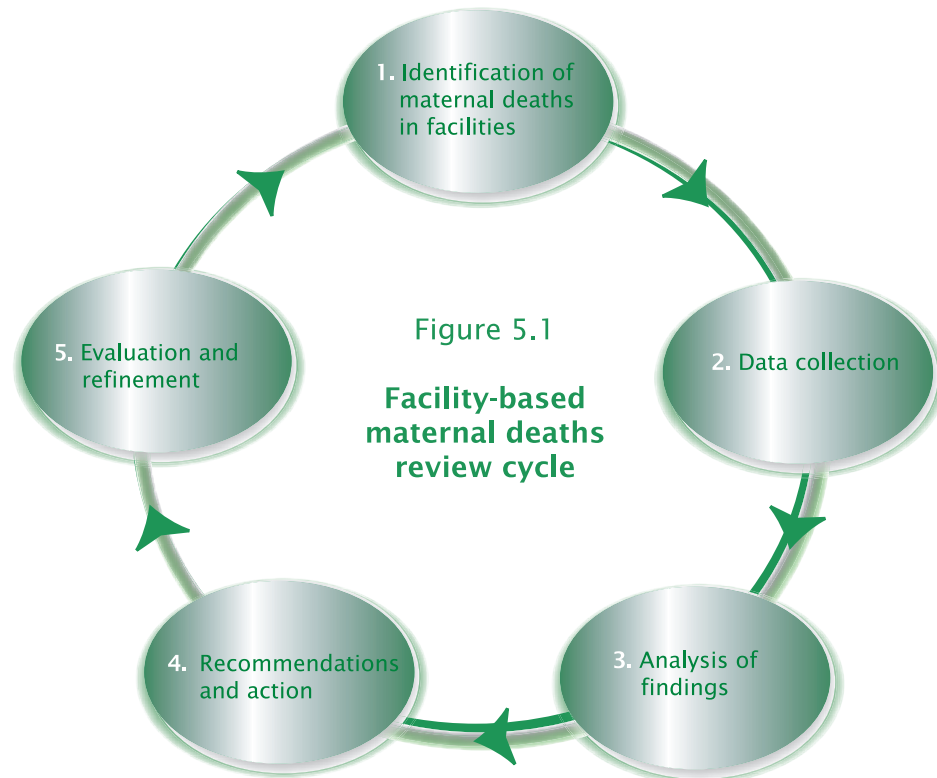 1. Identification of
maternal deaths
in facilities
2. Data collection
3. Analysis of
findings
4. Recommendations
and action
5. Evaluation and
refinement
Figure 5.1
Facility-based
maternal deaths
review cycle